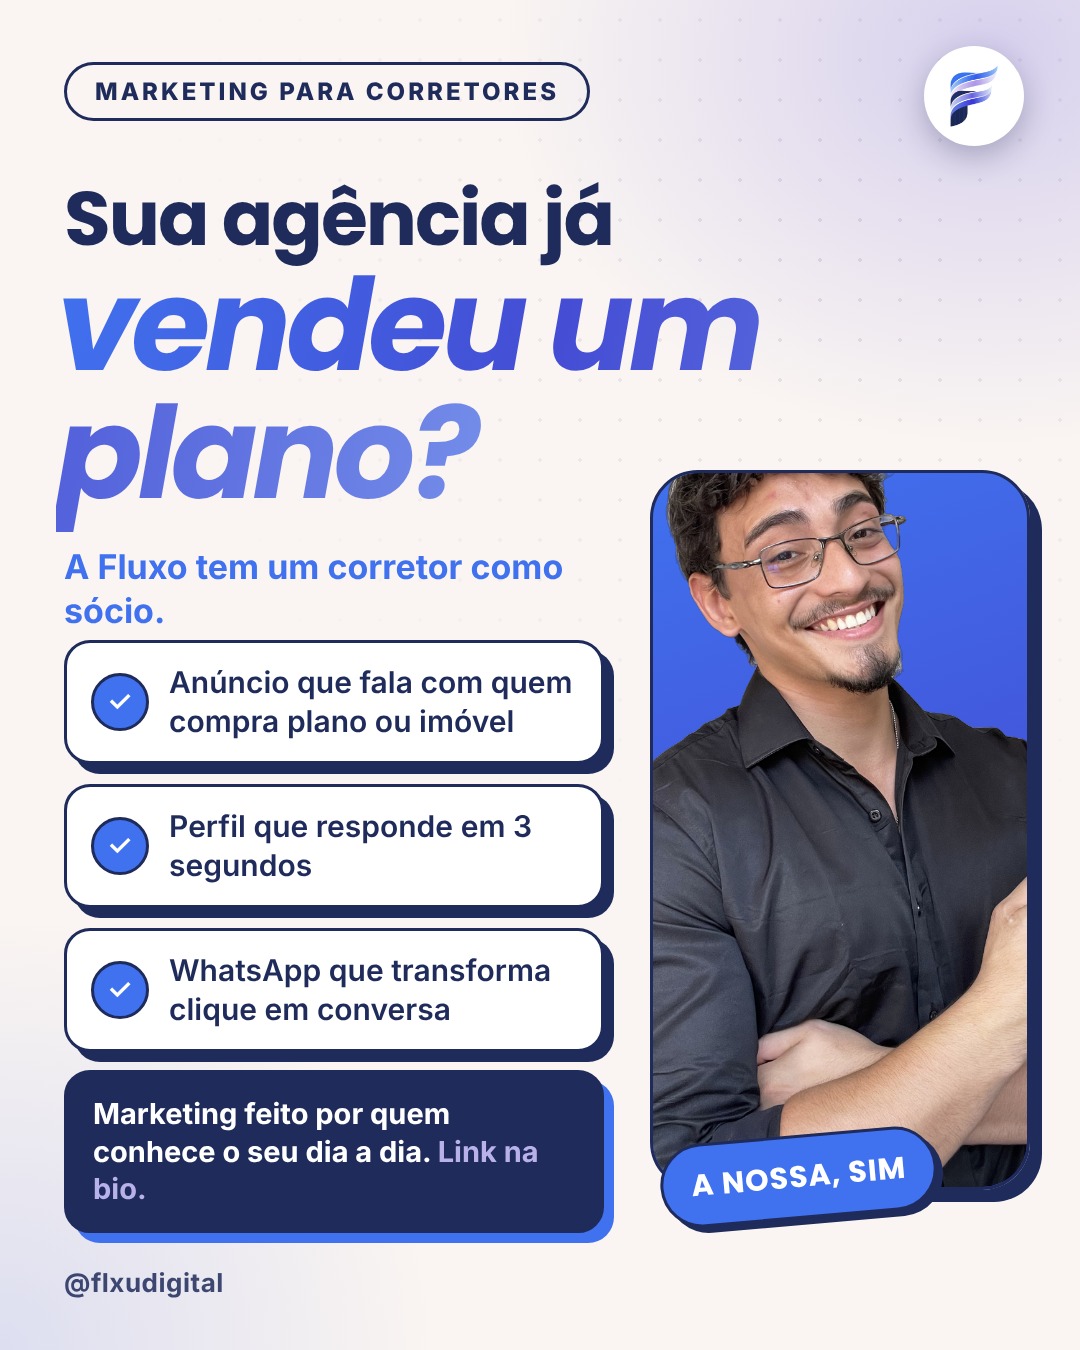 MARKETING PARA CORRETORES
Sua agência já
vendeu um
plano?
A Fluxo tem um corretor como
sócio.
Anúncio que fala com quem
compra plano ou imóvel
Perfil que responde em 3
segundos
WhatsApp que transforma
clique em conversa
Marketing feito por quem
conhece o seu dia a dia. Link na
bio.
A NOSSA, SIM
@flxudigital